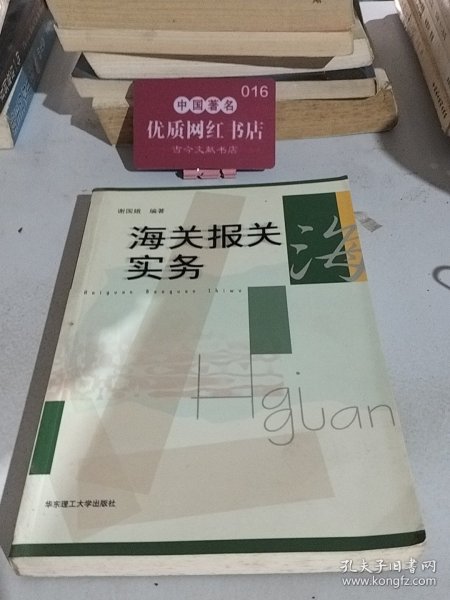 016
中国著名
优质网红书店
古今文献书店
谢国娥 编著
海关报关
实务
Haiguan Baoguan Shiwu
海
Haiguan
华东理工大学出版社
孔夫子旧书网
www.kongfz.com